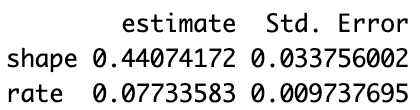 estimate Std. Error
shape 0.44074172 0.033756002
rate 0.07733583 0.009737695